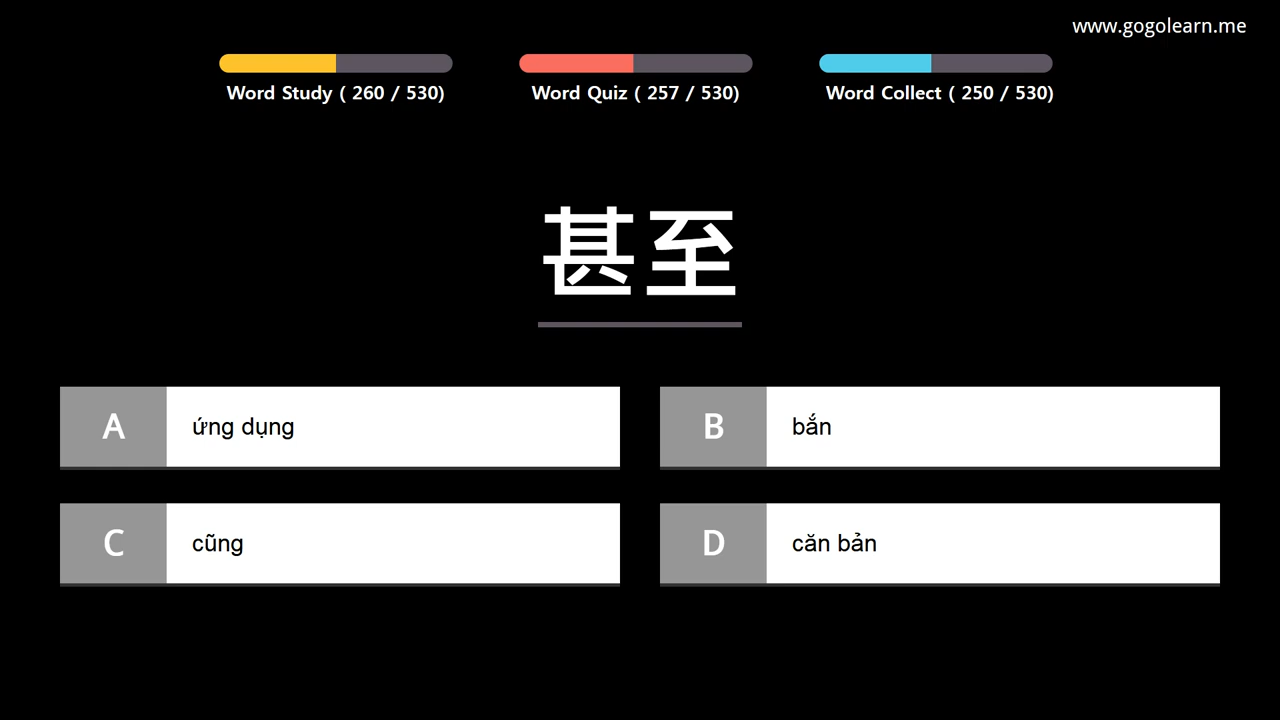 www.gogolearn.me
Word Study ( 260 / 530)
Word Quiz ( 257 / 530)
Word Collect ( 250 / 530)
甚至
A ứng dụng
B bắn
C cũng
D căn bản